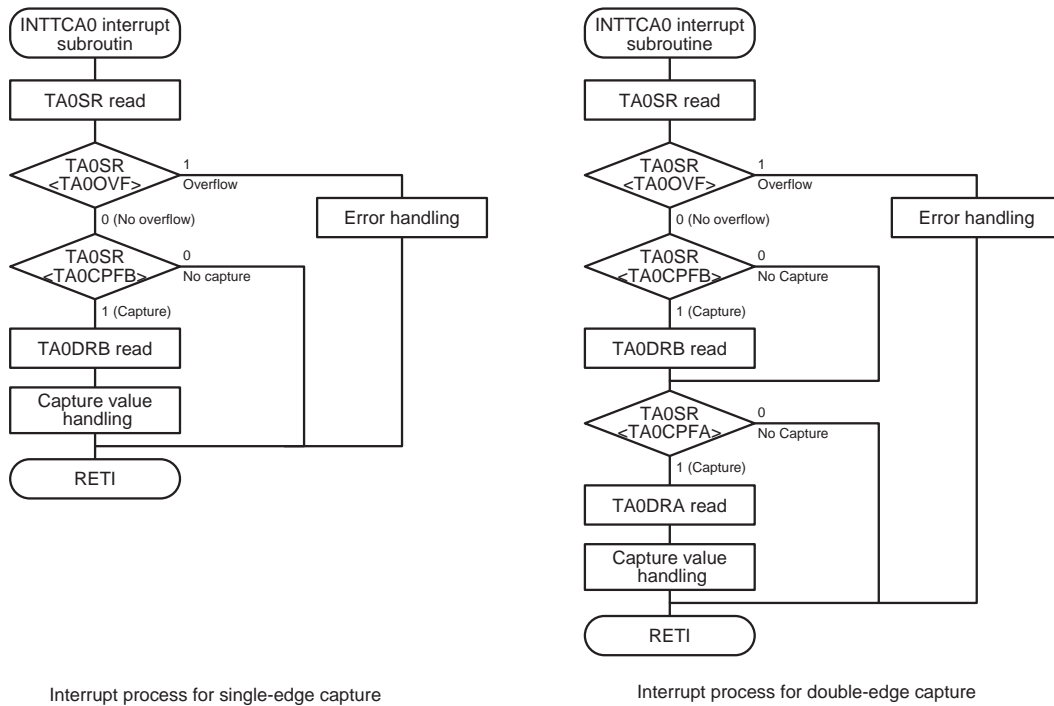 INTTCA0 interrupt
subroutin
TA0SR read
TA0SR
<TA0OVF>
1
Overflow
Error handling
0 (No overflow)
TA0SR
<TA0CPFB>
0
No capture
1 (Capture)
TA0DRB read
Capture value
handling
RETI
Interrupt process for single-edge capture
INTTCA0 interrupt
subroutine
TA0SR read
TA0SR
<TA0OVF>
1
Overflow
Error handling
0 (No overflow)
TA0SR
<TA0CPFB>
0
No Capture
1 (Capture)
TA0DRB read
TA0SR
<TA0CPFA>
0
No Capture
1 (Capture)
TA0DRA read
Capture value
handling
RETI
Interrupt process for double-edge capture